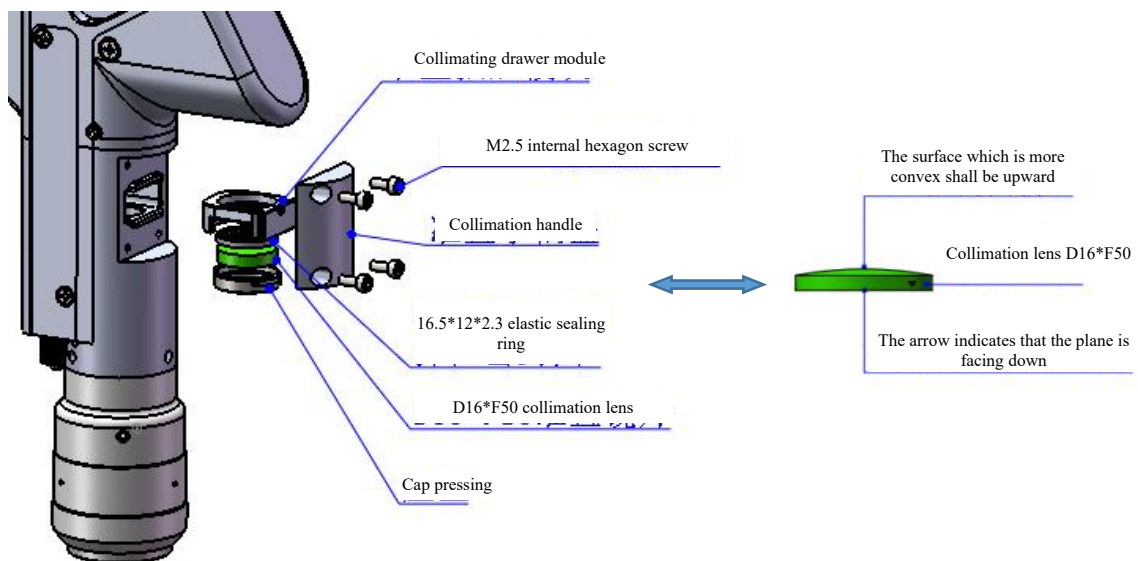 Collimating drawer module
M2.5 internal hexagon screw
Collimation handle
16.5*12*2.3 elastic sealing
ring
D16*F50 collimation lens
Cap pressing
The surface which is more
convex shall be upward
Collimation lens D16*F50
The arrow indicates that the plane is
facing down